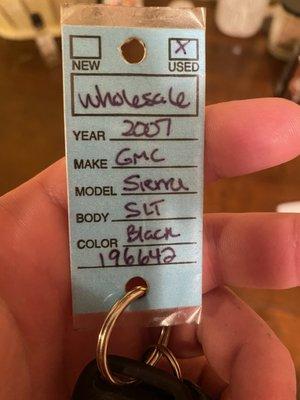 X
NEW USED
Wholesale
YEAR 2007
MAKE GMC
MODEL Sierra
BODY SLT
COLOR Black
196642